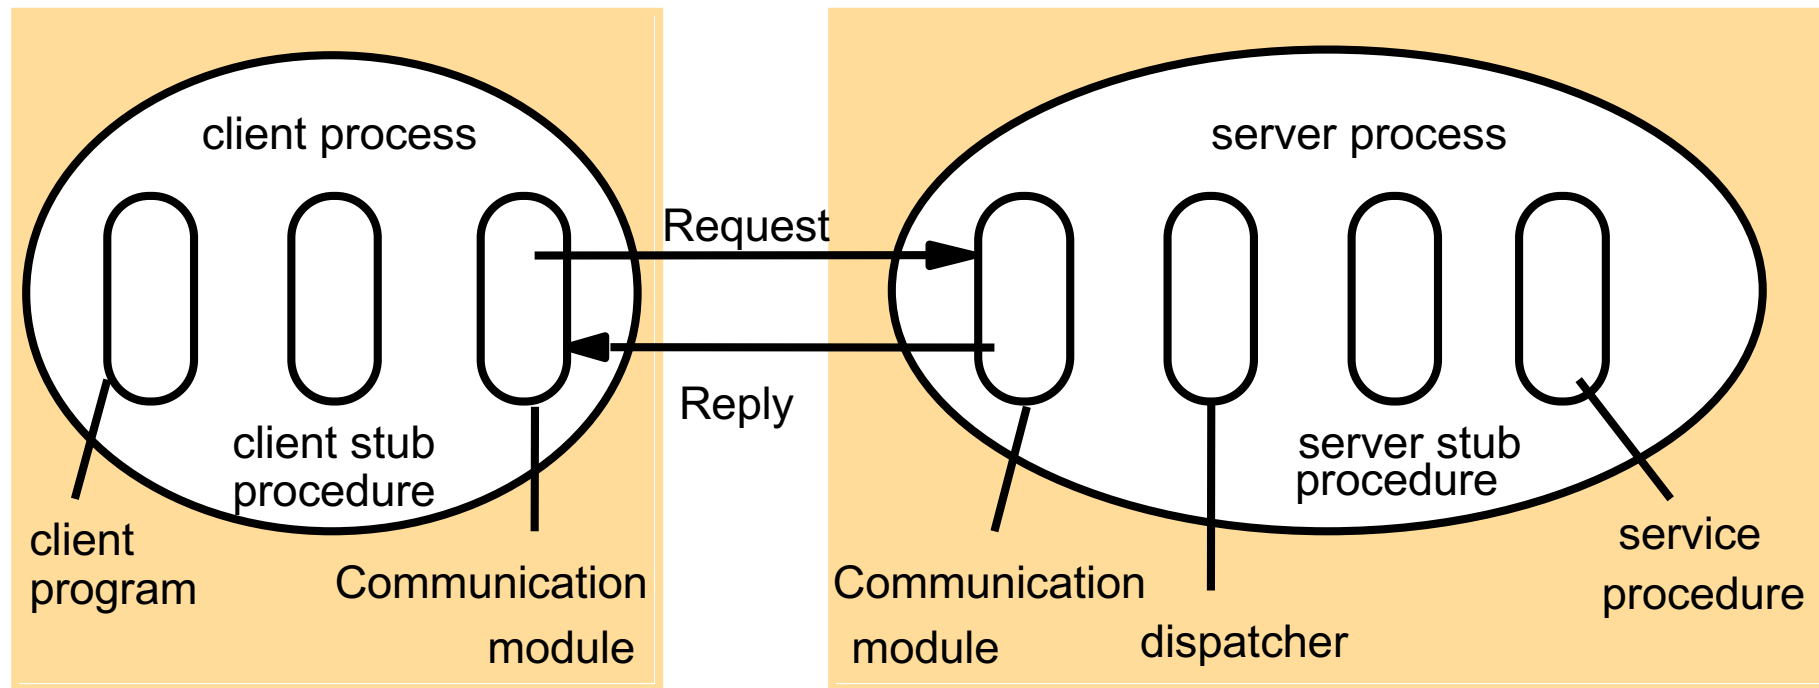 client process
server process
Request
Reply
client stub
procedure
server stub
procedure
client
program
Communication
module
Communication
module
dispatcher
service
procedure